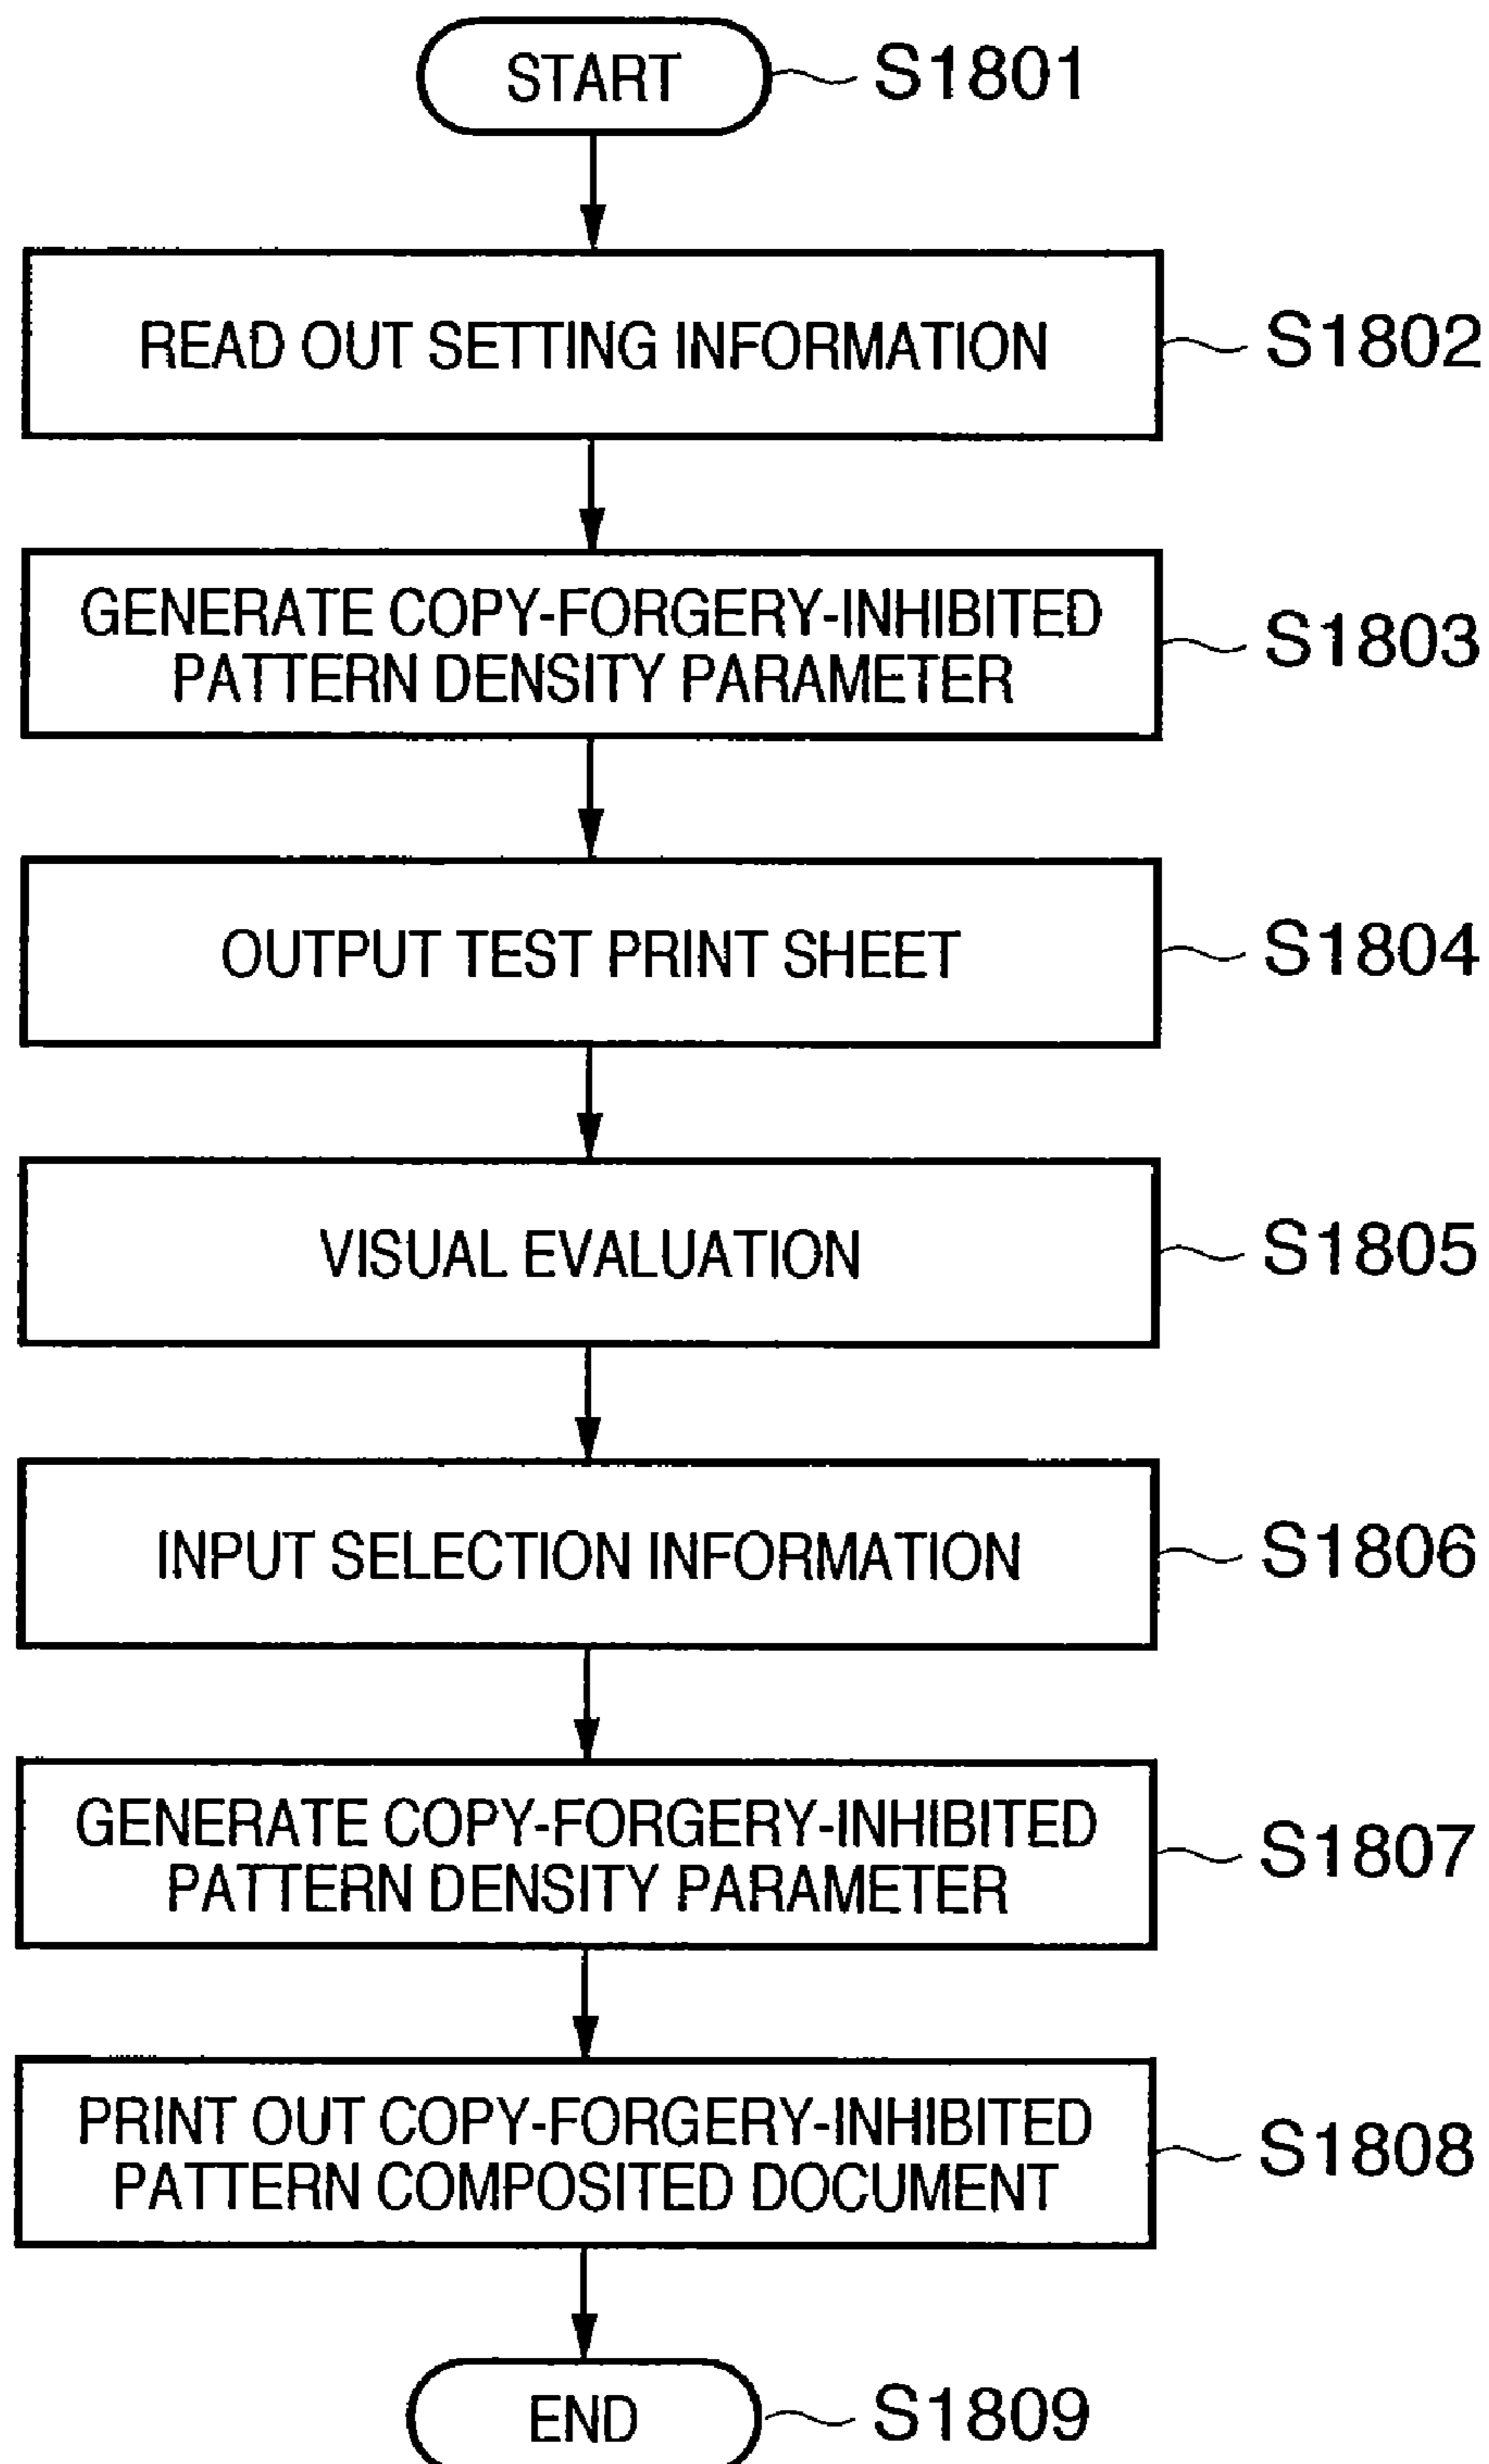 START S1801
READ OUT SETTING INFORMATION S1802
GENERATE COPY-FORGERY-INHIBITED
PATTERN DENSITY PARAMETER S1803
OUTPUT TEST PRINT SHEET S1804
VISUAL EVALUATION S1805
INPUT SELECTION INFORMATION S1806
GENERATE COPY-FORGERY-INHIBITED
PATTERN DENSITY PARAMETER S1807
PRINT OUT COPY-FORGERY-INHIBITED
PATTERN COMPOSITED DOCUMENT S1808
END S1809